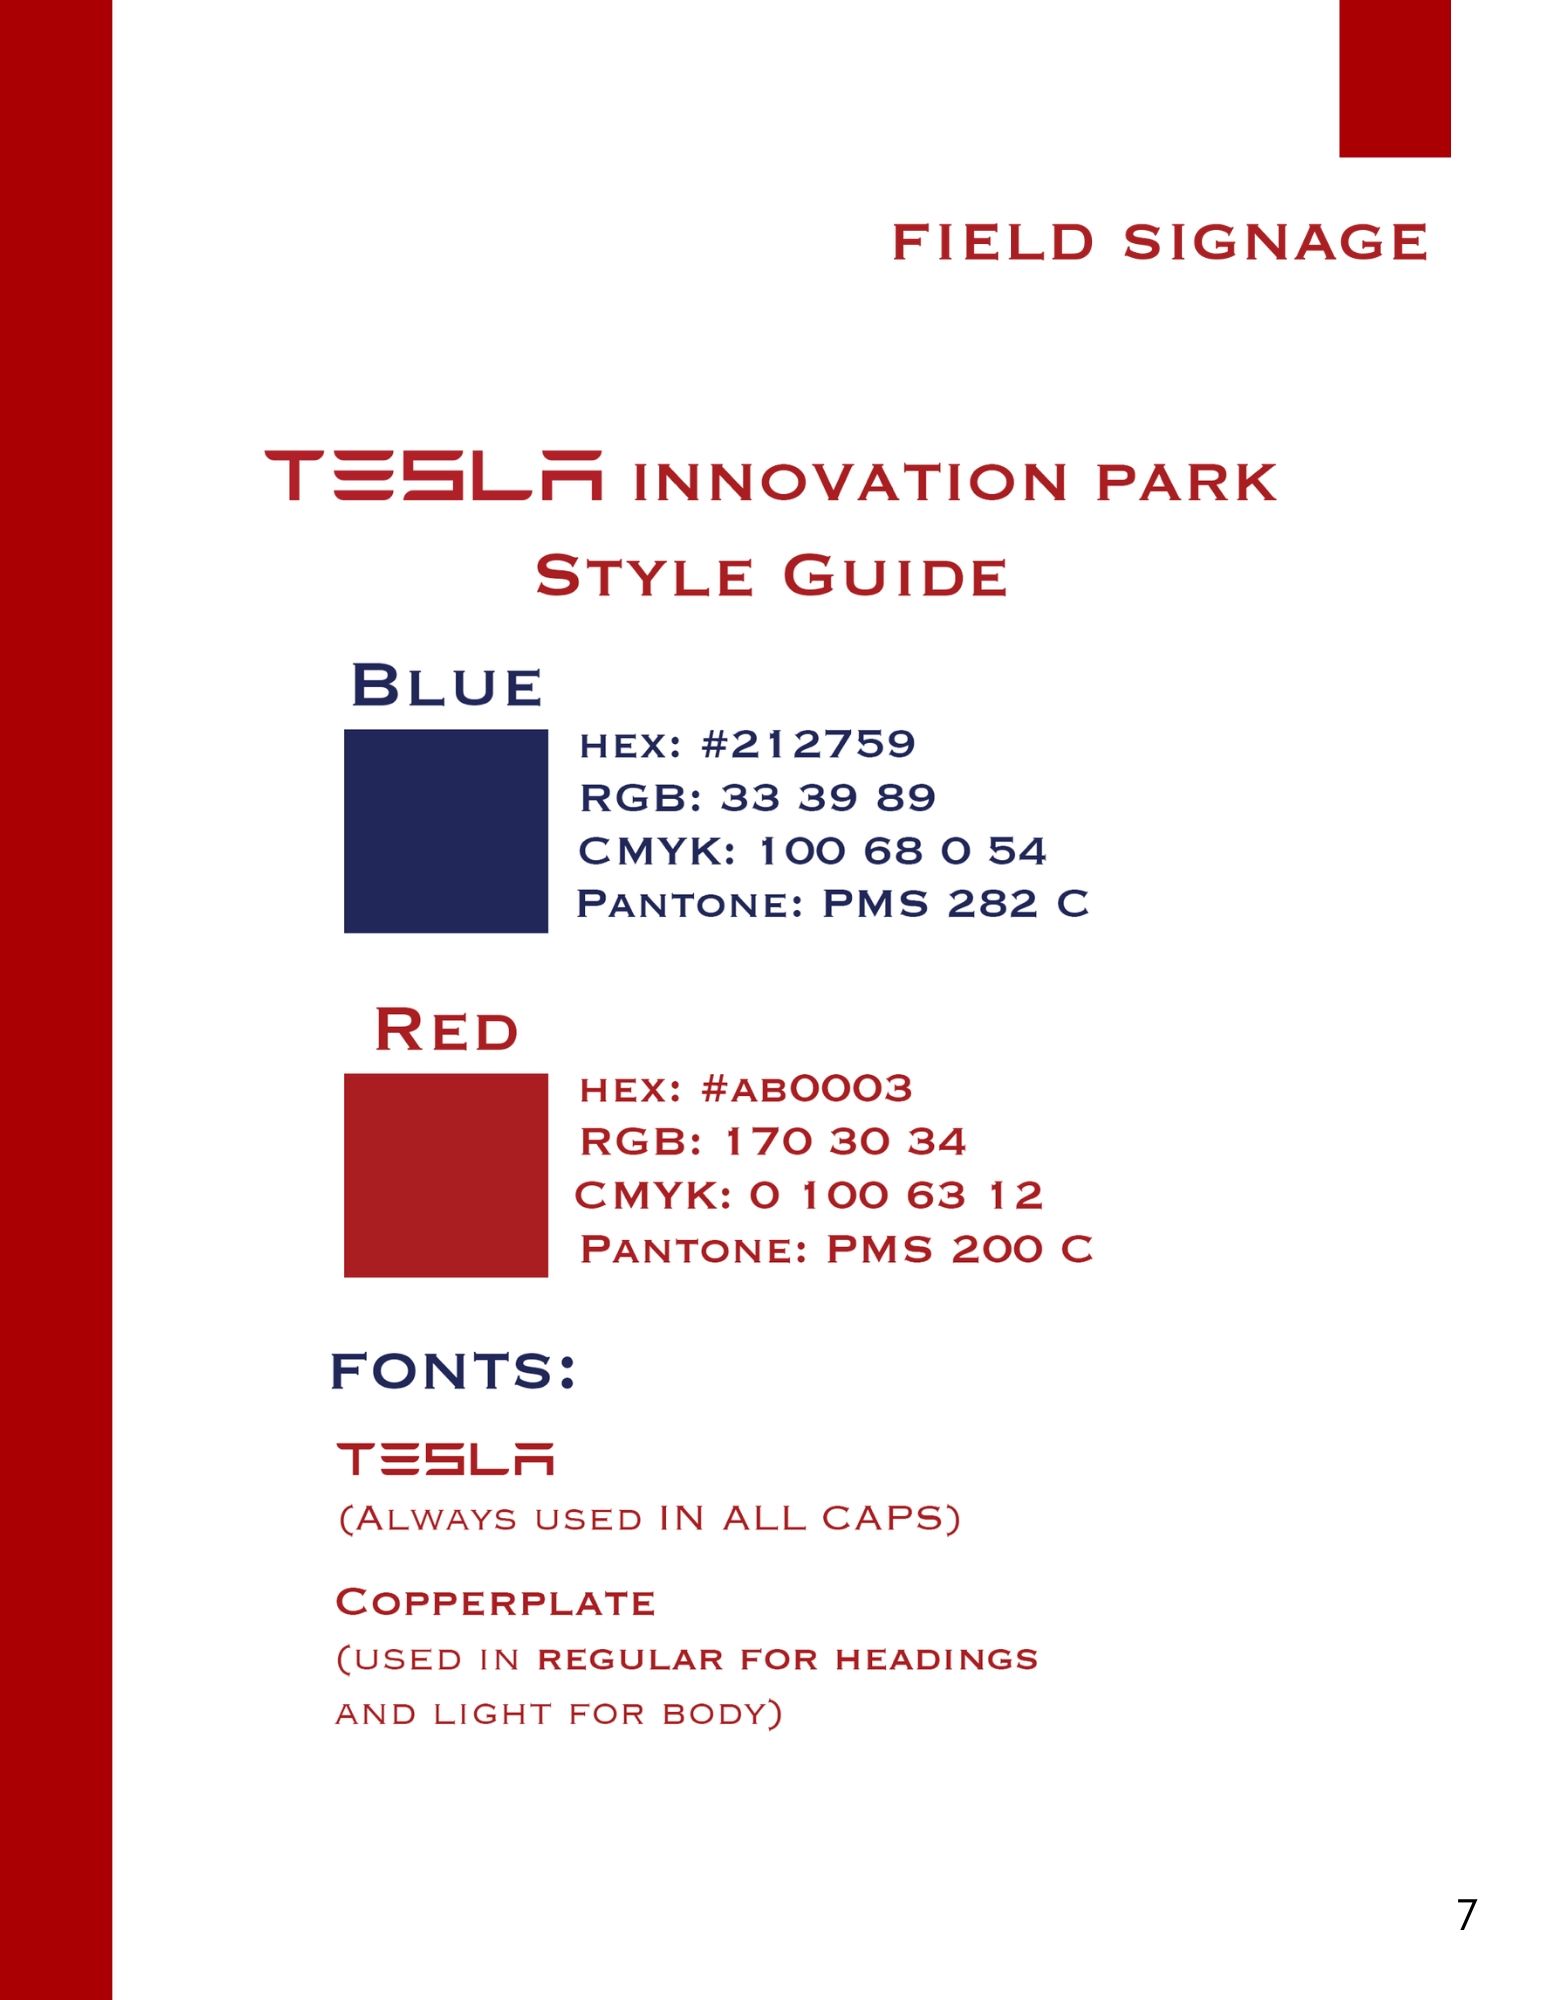 FIELD SIGNAGE
TESLA INNOVATION PARK
STYLE GUIDE
BLUE
HEX: #212759
RGB: 33 39 89
CMYK: 100 68 0 54
PANTONE: PMS 282 C
RED
HEX: #AB0003
RGB: 170 30 34
CMYK: 0 100 63 12
PANTONE: PMS 200 C
FONTS:
TESLA
(ALWAYS USED IN ALL CAPS)
COPPERPLATE
(USED IN REGULAR FOR HEADINGS
AND LIGHT FOR BODY)
7